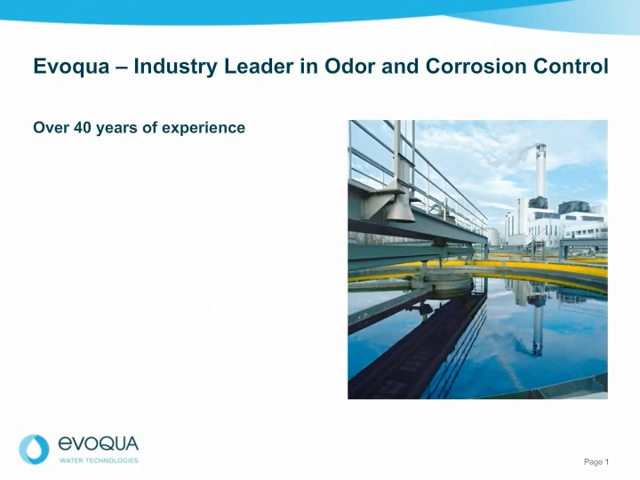 Evoqua – Industry Leader in Odor and Corrosion Control
Over 40 years of experience
evoQUA
WATER TECHNOLOGIES
Page 1